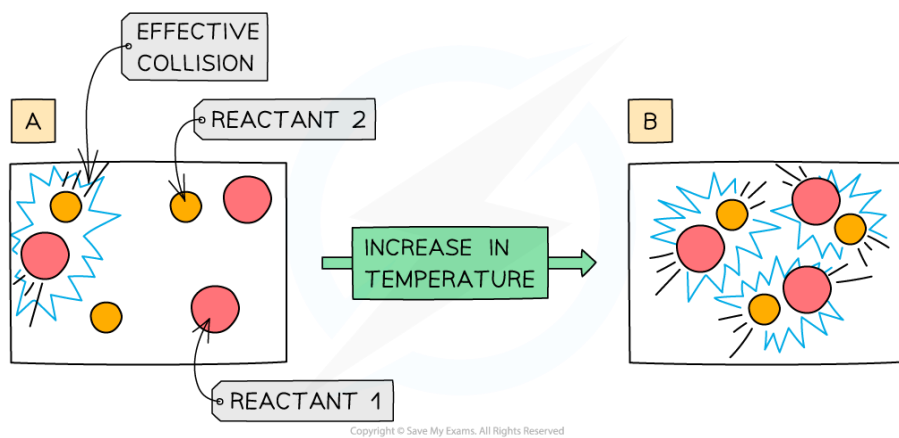 EFFECTIVE
COLLISION
A
REACTANT 2
B
INCREASE IN
TEMPERATURE
REACTANT 1
Copyright © Save My Exams. All Rights Reserved